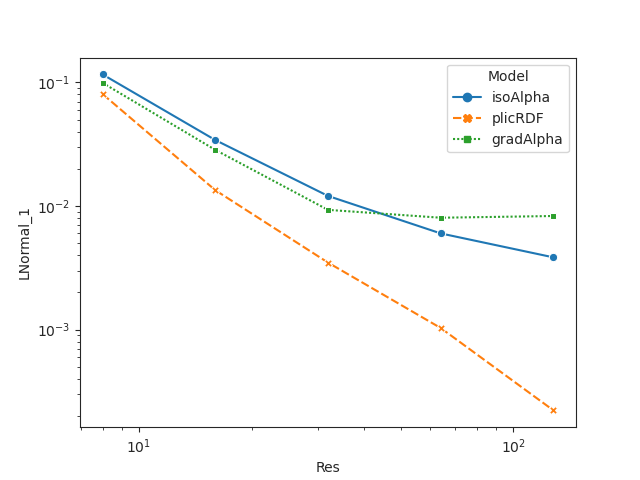 Model
isoAlpha
plicRDF
gradAlpha
10⁻¹
10⁻²
10⁻³
LNormal_1
10¹
10²
Res